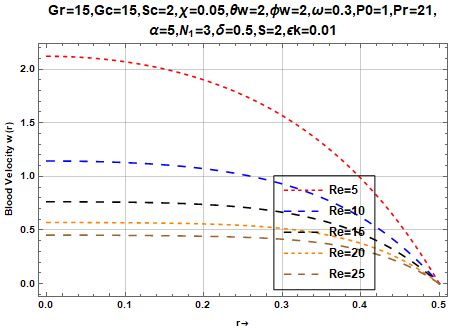 Gr=15,Gc=15,Sc=2,χ=0.05,θw=2,ϕw=2,ω=0.3,P0=1,Pr=21,
α=5,N₁=3,δ=0.5,S=2,ϵk=0.01
Blood Velocity w (r)
2.0
1.5
1.0
0.5
0.0
Re=5
Re=10
Re=15
Re=20
Re=25
0.0 0.1 0.2 0.3 0.4 0.5
r→